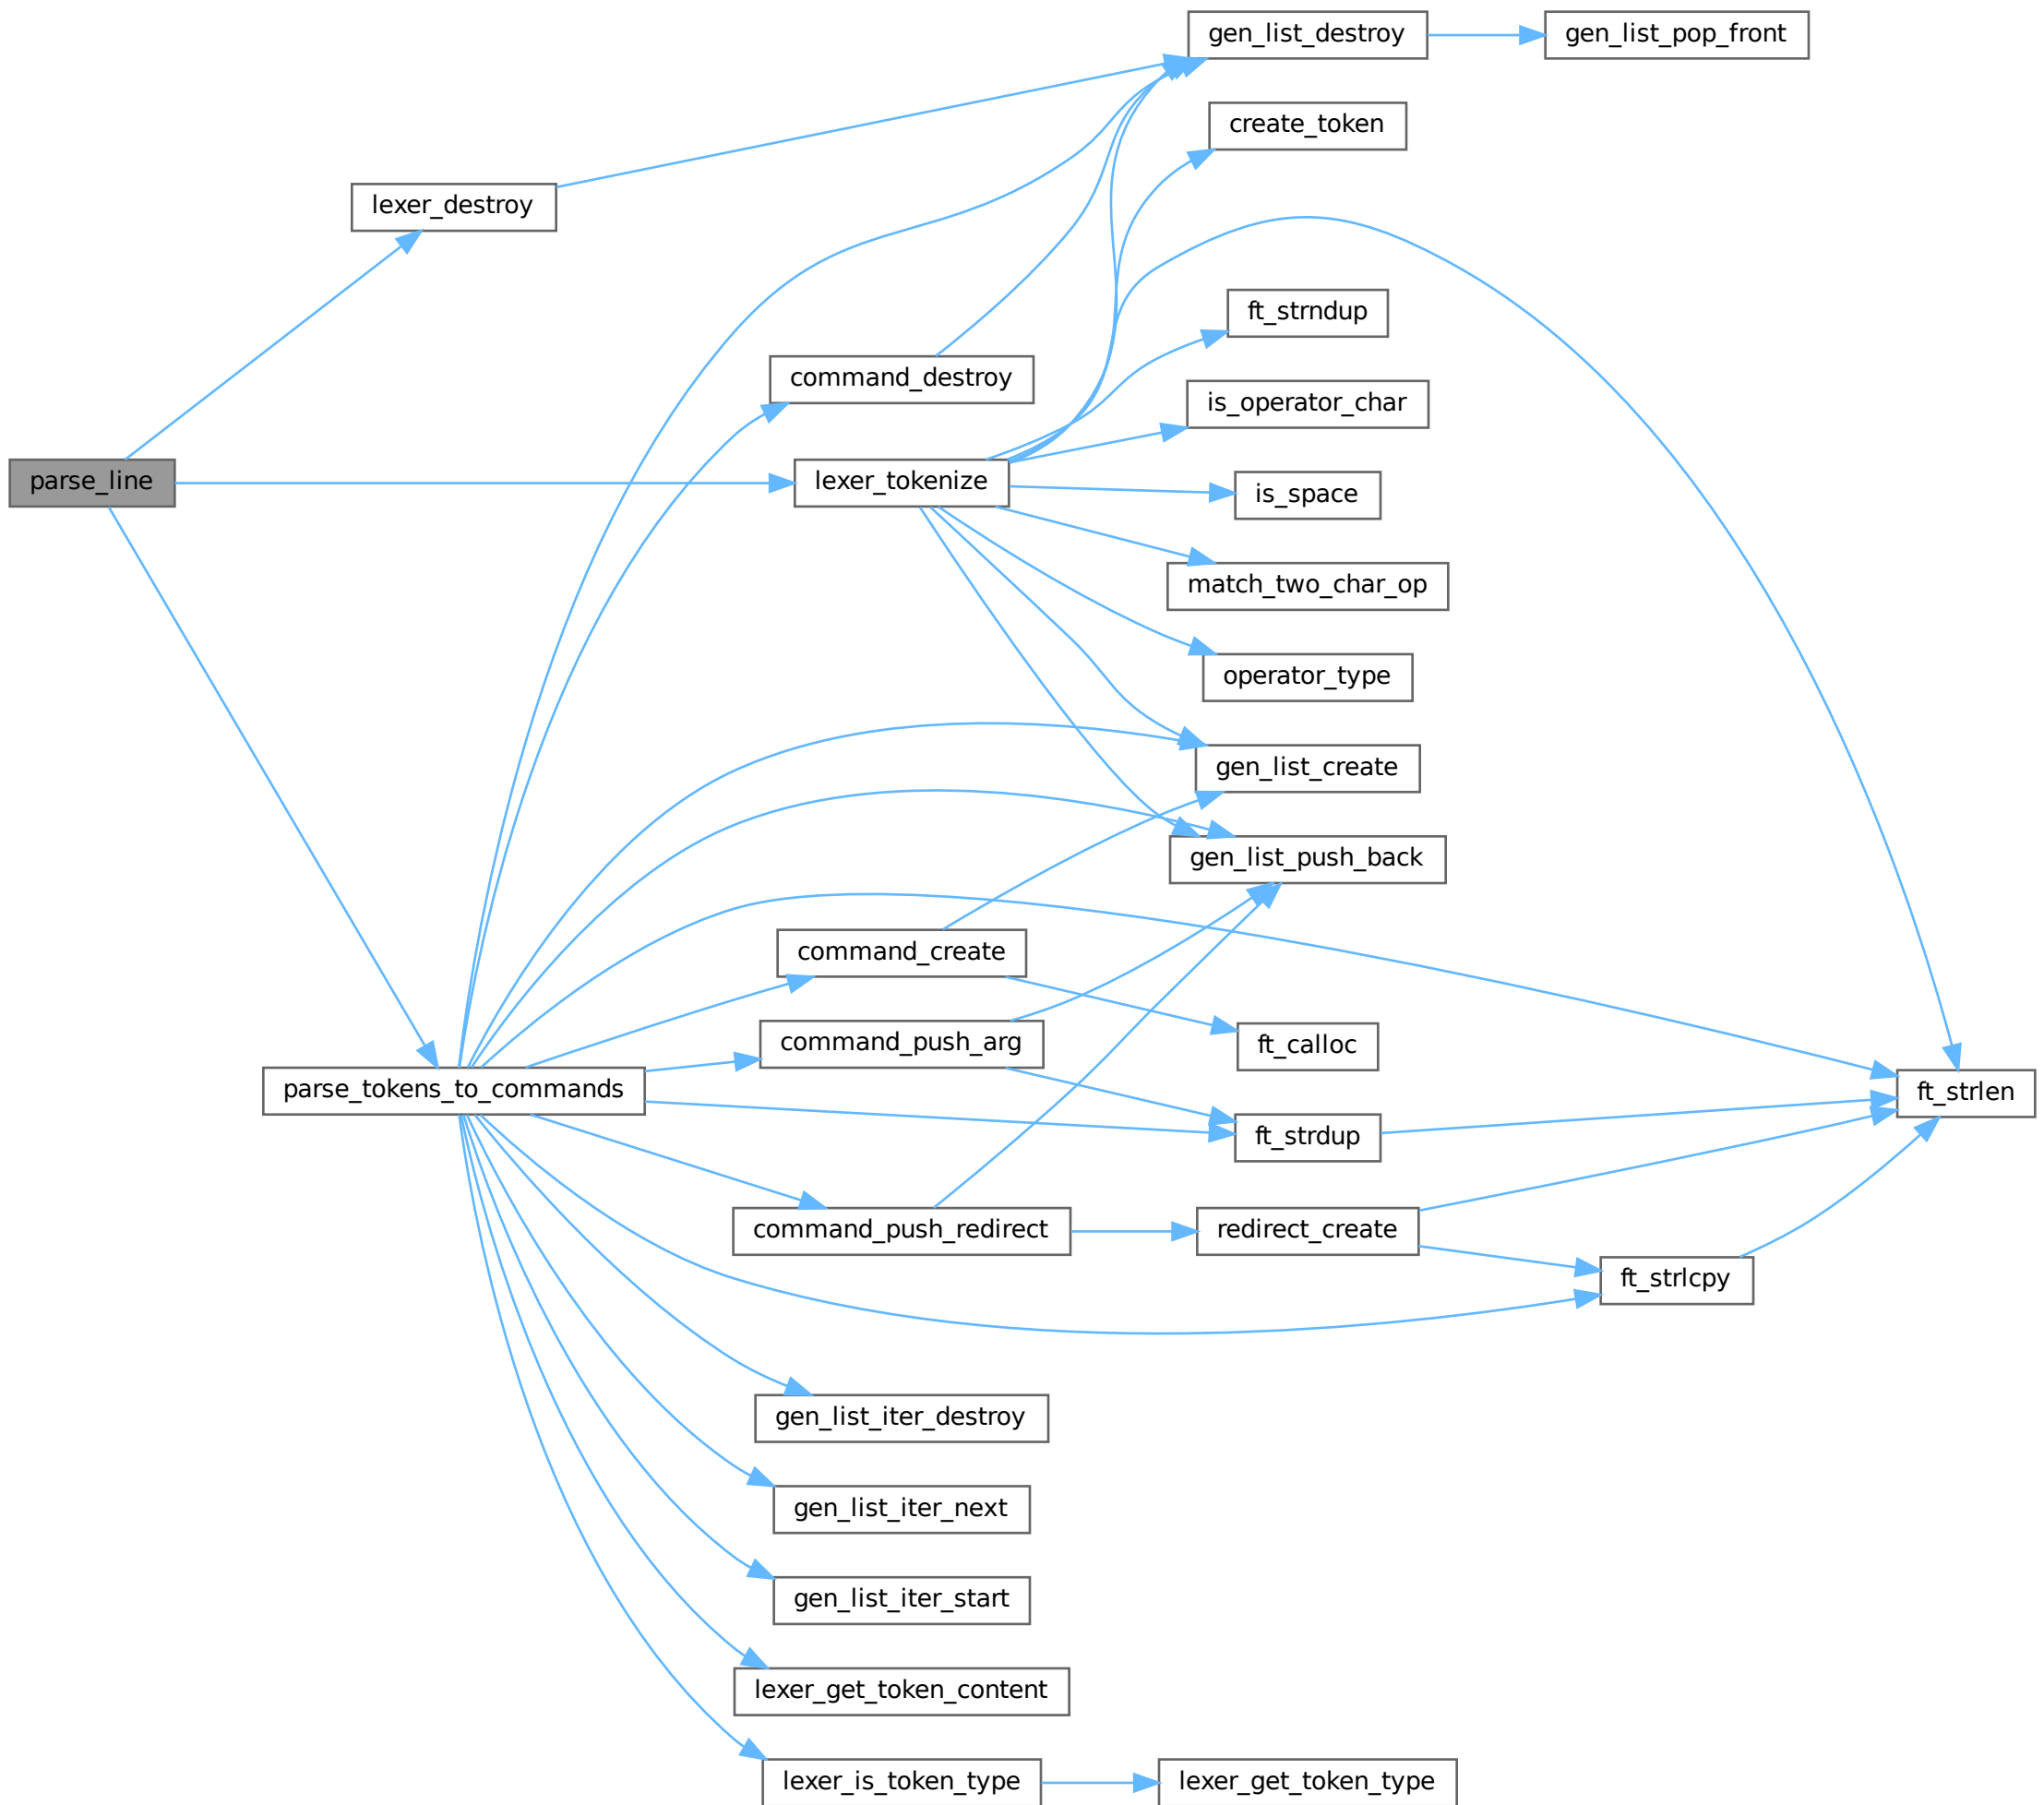 gen_list_destroy
gen_list_pop_front
create_token
lexer_destroy
ft_strndup
command_destroy
is_operator_char
parse_line
lexer_tokenize
is_space
match_two_char_op
operator_type
gen_list_create
gen_list_push_back
command_create
command_push_arg
ft_calloc
parse_tokens_to_commands
ft_strlen
ft_strdup
command_push_redirect
redirect_create
ft_strlcpy
gen_list_iter_destroy
gen_list_iter_next
gen_list_iter_start
lexer_get_token_content
lexer_is_token_type
lexer_get_token_type